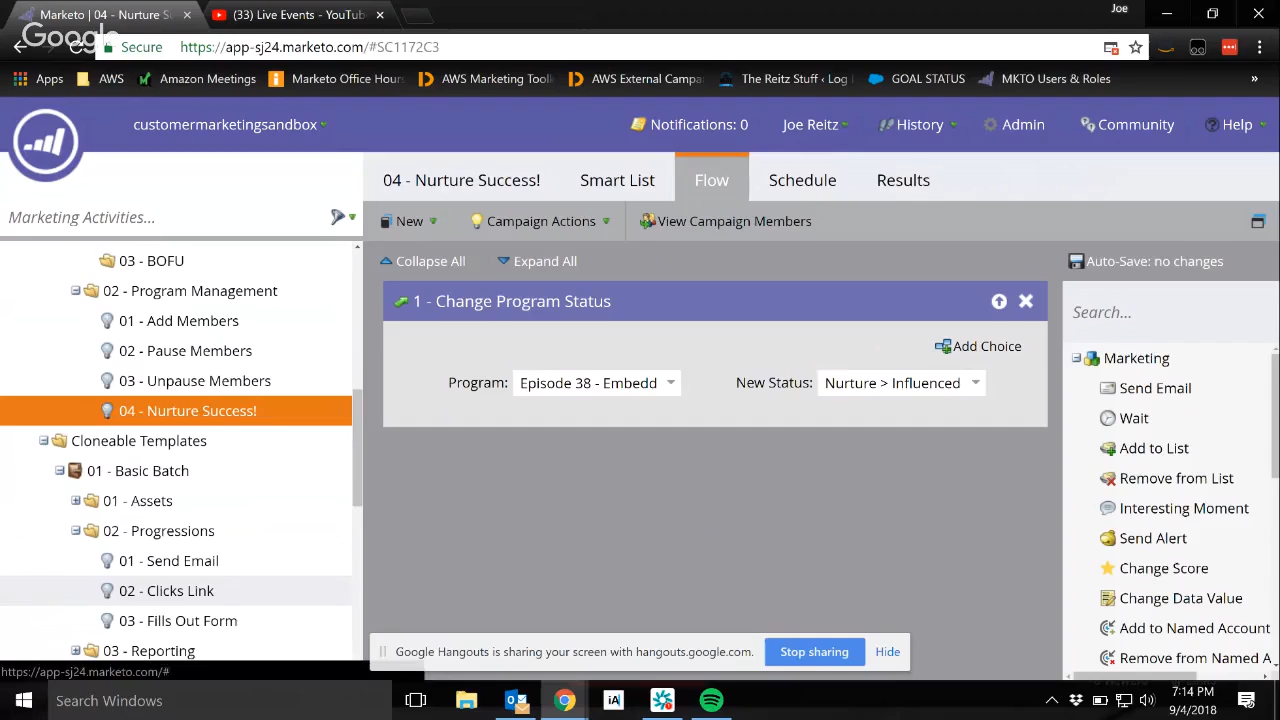 Marketo | 04 - Nurture S
(33) Live Events - YouTub
Joe
Google
Secure
https://app-sj24.marketo.com/#SC1172C3
Apps
AWS
Amazon Meetings
Marketo Office Hour
AWS Marketing Tool
AWS External Campa
The Reitz Stuff ‹ Log I
GOAL STATUS
MKTO Users & Roles
»
customermarketingsandbox
Notifications: 0
Joe Reitz
History
Admin
Community
Help
04 - Nurture Success!
Smart List
Flow
Schedule
Results
Marketing Activities...
New
Campaign Actions
View Campaign Members
03 - BOFU
02 - Program Management
01 - Add Members
02 - Pause Members
03 - Unpause Members
04 - Nurture Success!
Cloneable Templates
01 - Basic Batch
01 - Assets
02 - Progressions
01 - Send Email
02 - Clicks Link
03 - Fills Out Form
03 - Reporting
https://app-sj24.marketo.com/#
Collapse All
Expand All
Auto-Save: no changes
1 - Change Program Status
Add Choice
Program:
Episode 38 - Embedd
New Status:
Nurture > Influenced
Search...
Marketing
Send Email
Wait
Add to List
Remove from List
Interesting Moment
Send Alert
Change Score
Change Data Value
Add to Named Account
Remove from Named A
Google Hangouts is sharing your screen with hangouts.google.com.
Stop sharing
Hide
Search Windows
iA
7:14 PM
9/4/2018